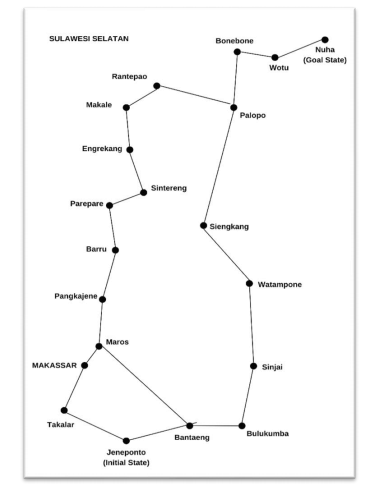 SULAWESI SELATAN
Bonebone
Nuha
(Goal State)
Wotu
Rantepao
Makale
Palopo
Engrekang
Sintereng
Parepare
Siengkang
Barru
Watampone
Pangkajene
Maros
MAKASSAR
Sinjai
Takalar
Bantaeng
Bulukumba
Jeneponto
(Initial State)